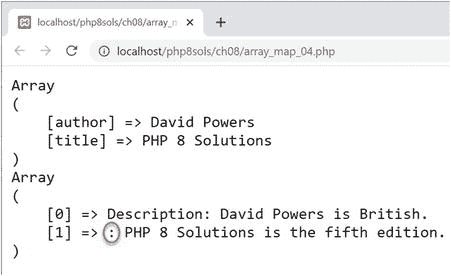 localhost/php8sols/ch08/array_m
localhost/php8sols/ch08/array_map_04.php
Array
(
    [author] => David Powers
    [title] => PHP 8 Solutions
)
Array
(
    [0] => Description: David Powers is British.
    [1] => : PHP 8 Solutions is the fifth edition.
)